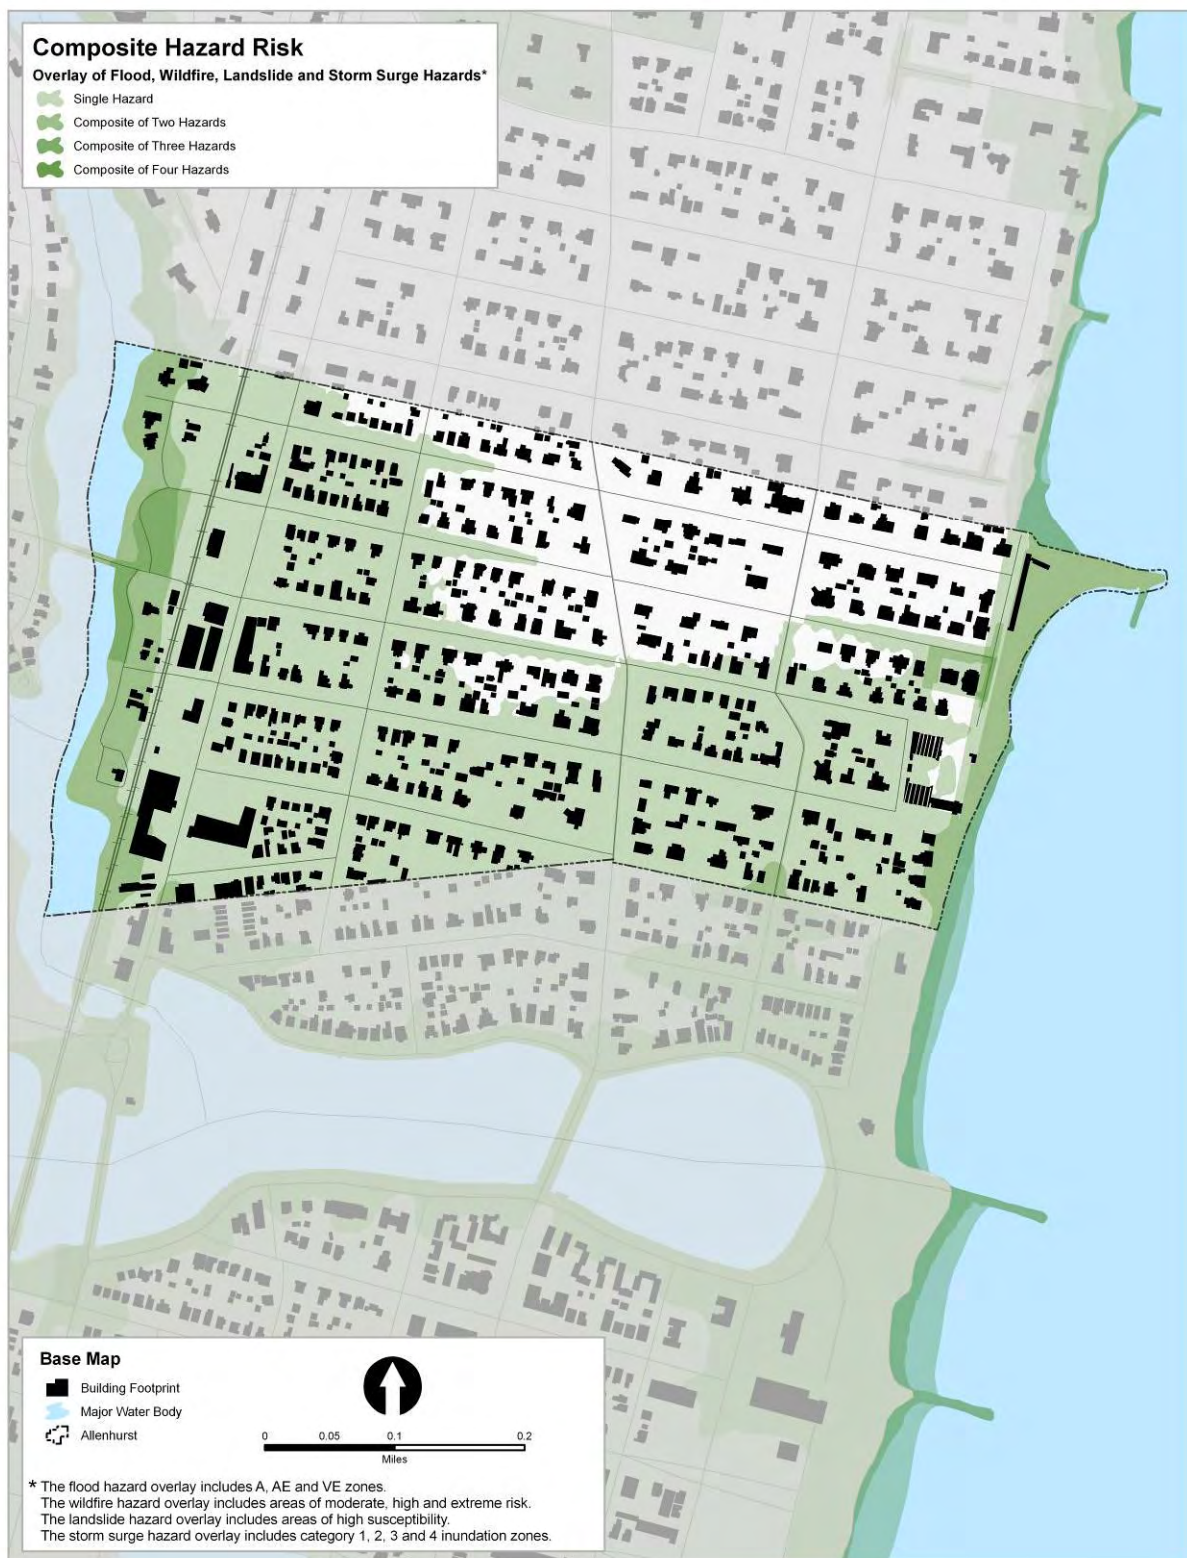 Composite Hazard Risk
Overlay of Flood, Wildfire, Landslide and Storm Surge Hazards*
Single Hazard
Composite of Two Hazards
Composite of Three Hazards
Composite of Four Hazards
Base Map
Building Footprint
Major Water Body
Allenhurst
0 0.05 0.1 0.2
Miles
* The flood hazard overlay includes A, AE and VE zones.
The wildfire hazard overlay includes areas of moderate, high and extreme risk.
The landslide hazard overlay includes areas of high susceptibility.
The storm surge hazard overlay includes category 1, 2, 3 and 4 inundation zones.